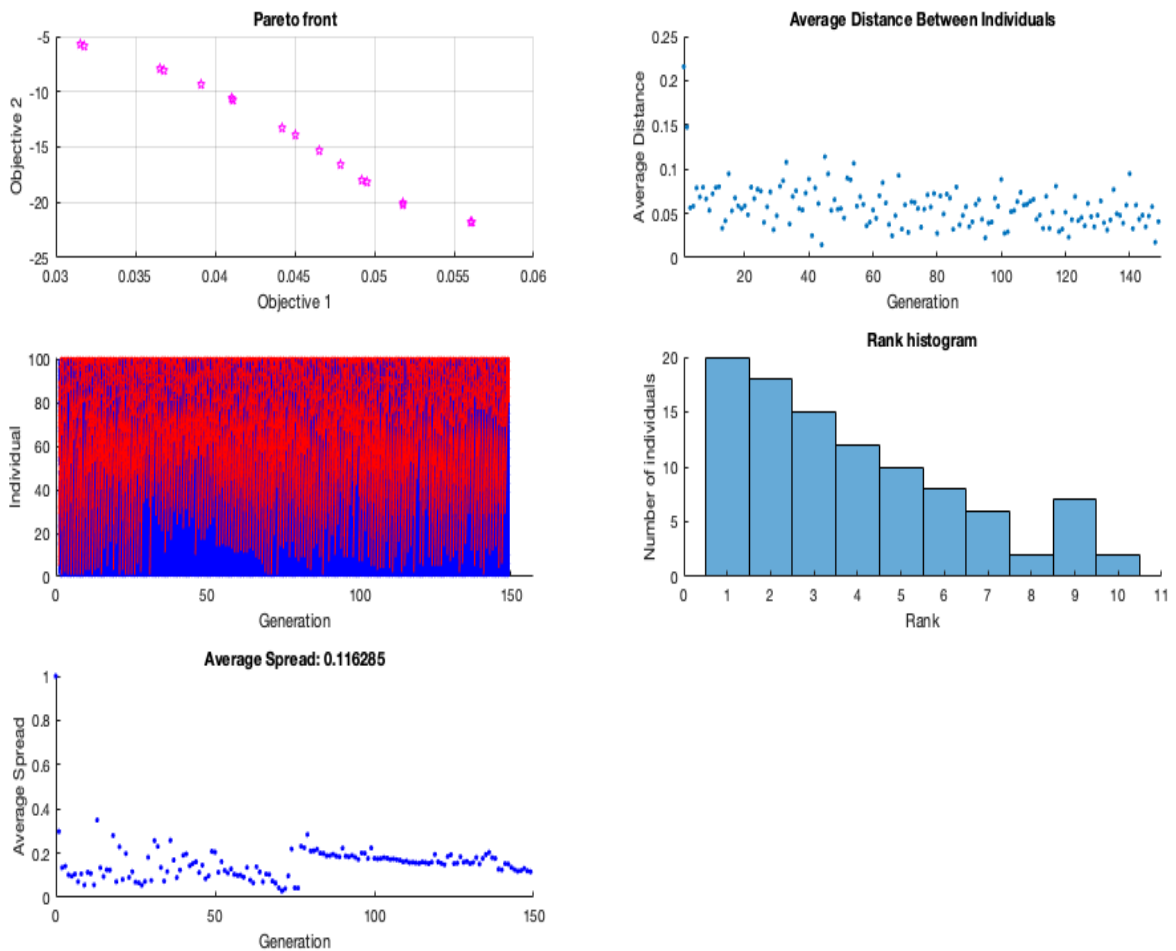 Pareto front
-5
-10
-15
-20
-25
Objective 2
0.03 0.035 0.04 0.045 0.05 0.055 0.06
Objective 1
Average Distance Between Individuals
0.25
0.2
0.15
0.1
0.05
0
Average Distance
20 40 60 80 100 120 140
Generation
100
80
60
40
20
0
Individual
0 50 100 150
Generation
Rank histogram
20
15
10
5
0
Number of individuals
0 1 2 3 4 5 6 7 8 9 10 11
Rank
Average Spread: 0.116285
1
0.8
0.6
0.4
0.2
0
Average Spread
0 50 100 150
Generation